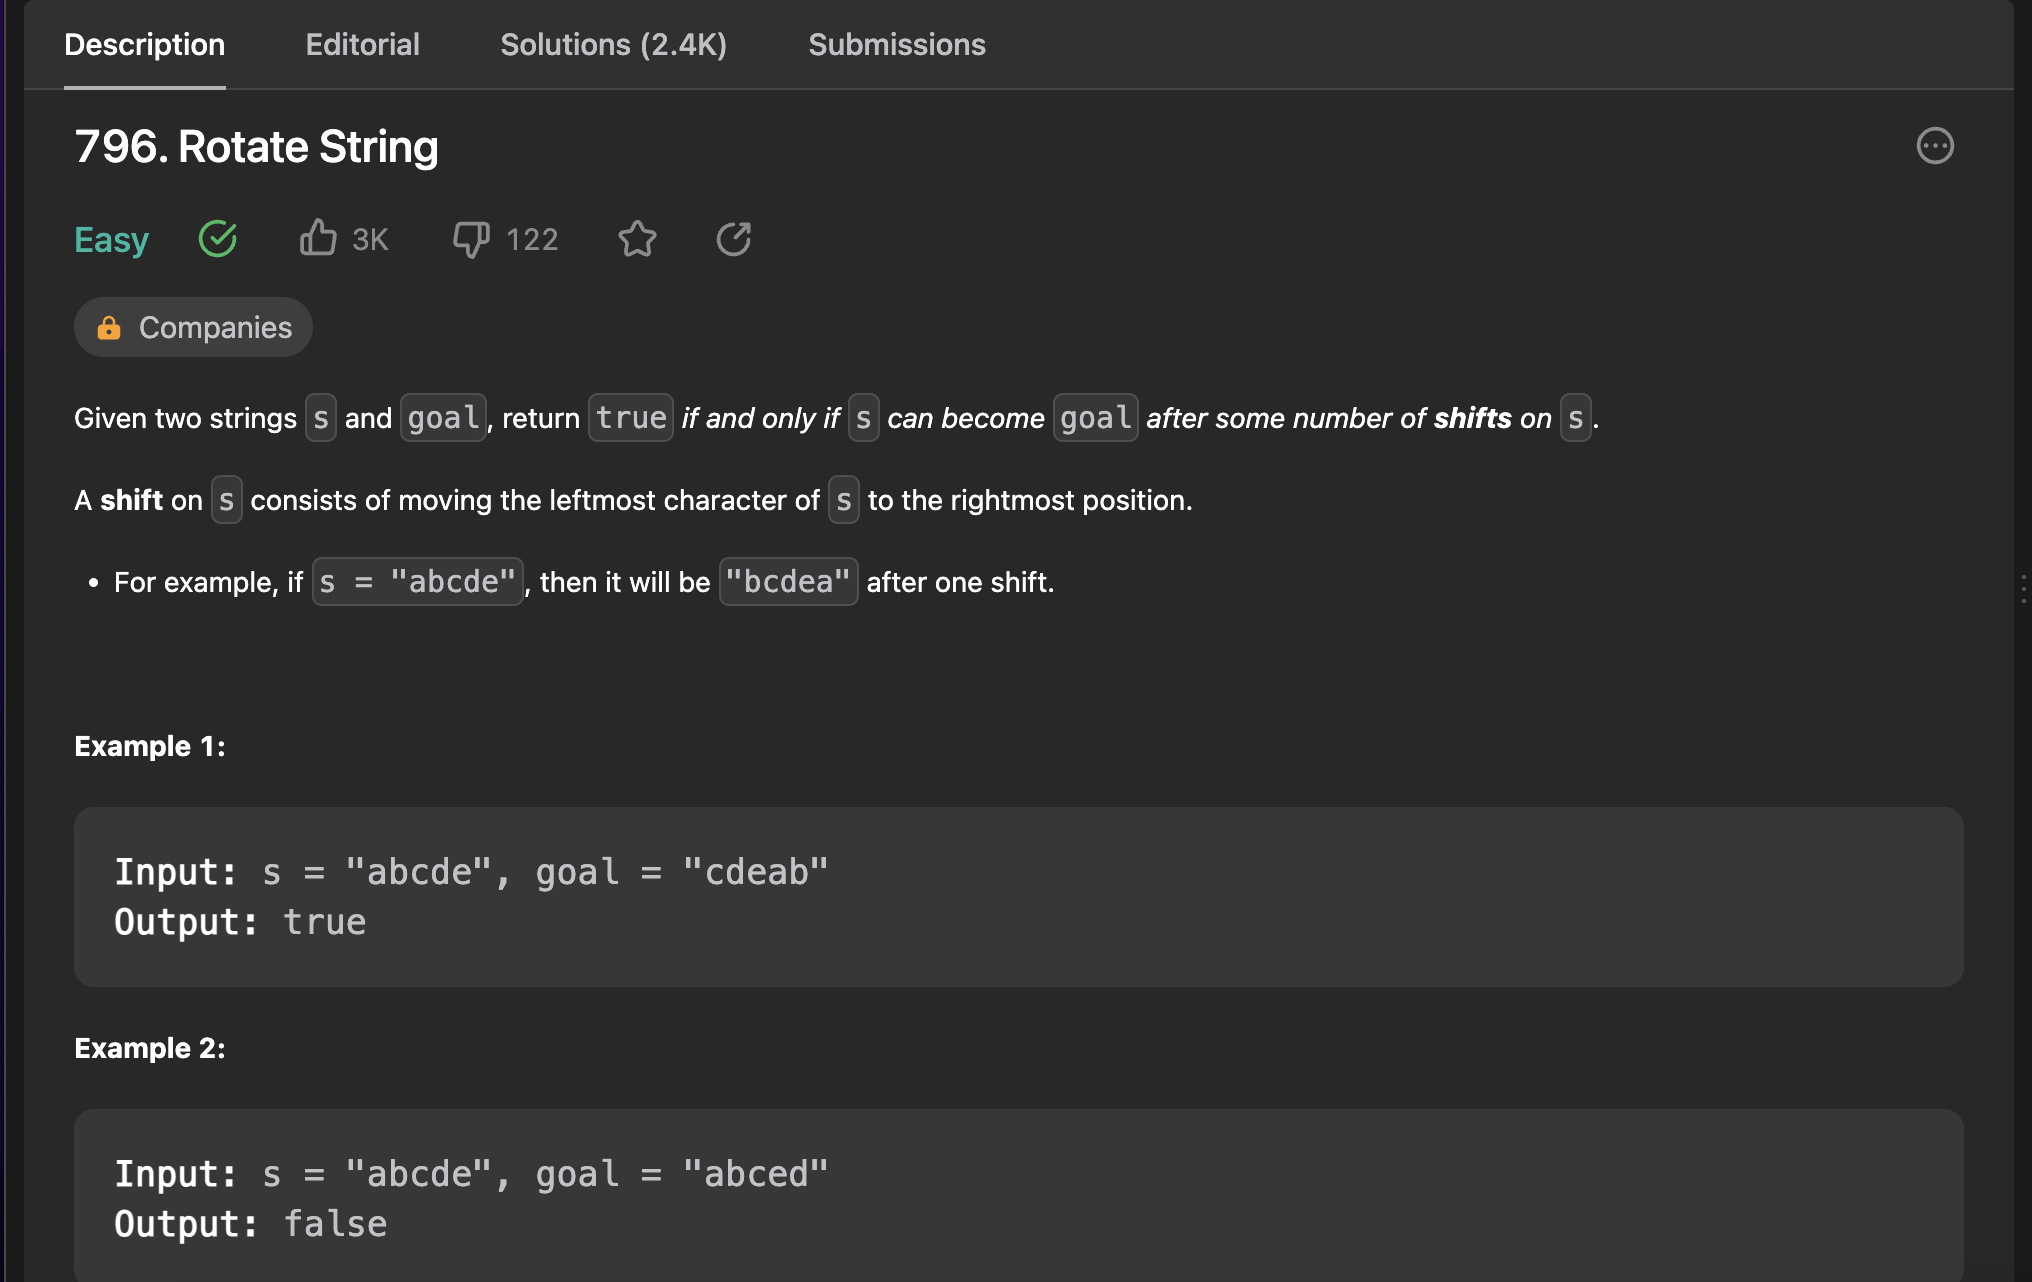 Description Editorial Solutions (2.4K) Submissions
796. Rotate String
Easy 3K 122
Companies
Given two strings s and goal, return true if and only if s can become goal after some number of shifts on s.
A shift on s consists of moving the leftmost character of s to the rightmost position.
• For example, if s = "abcde", then it will be "bcdea" after one shift.
Example 1:
Input: s = "abcde", goal = "cdeab"
Output: true
Example 2:
Input: s = "abcde", goal = "abced"
Output: false